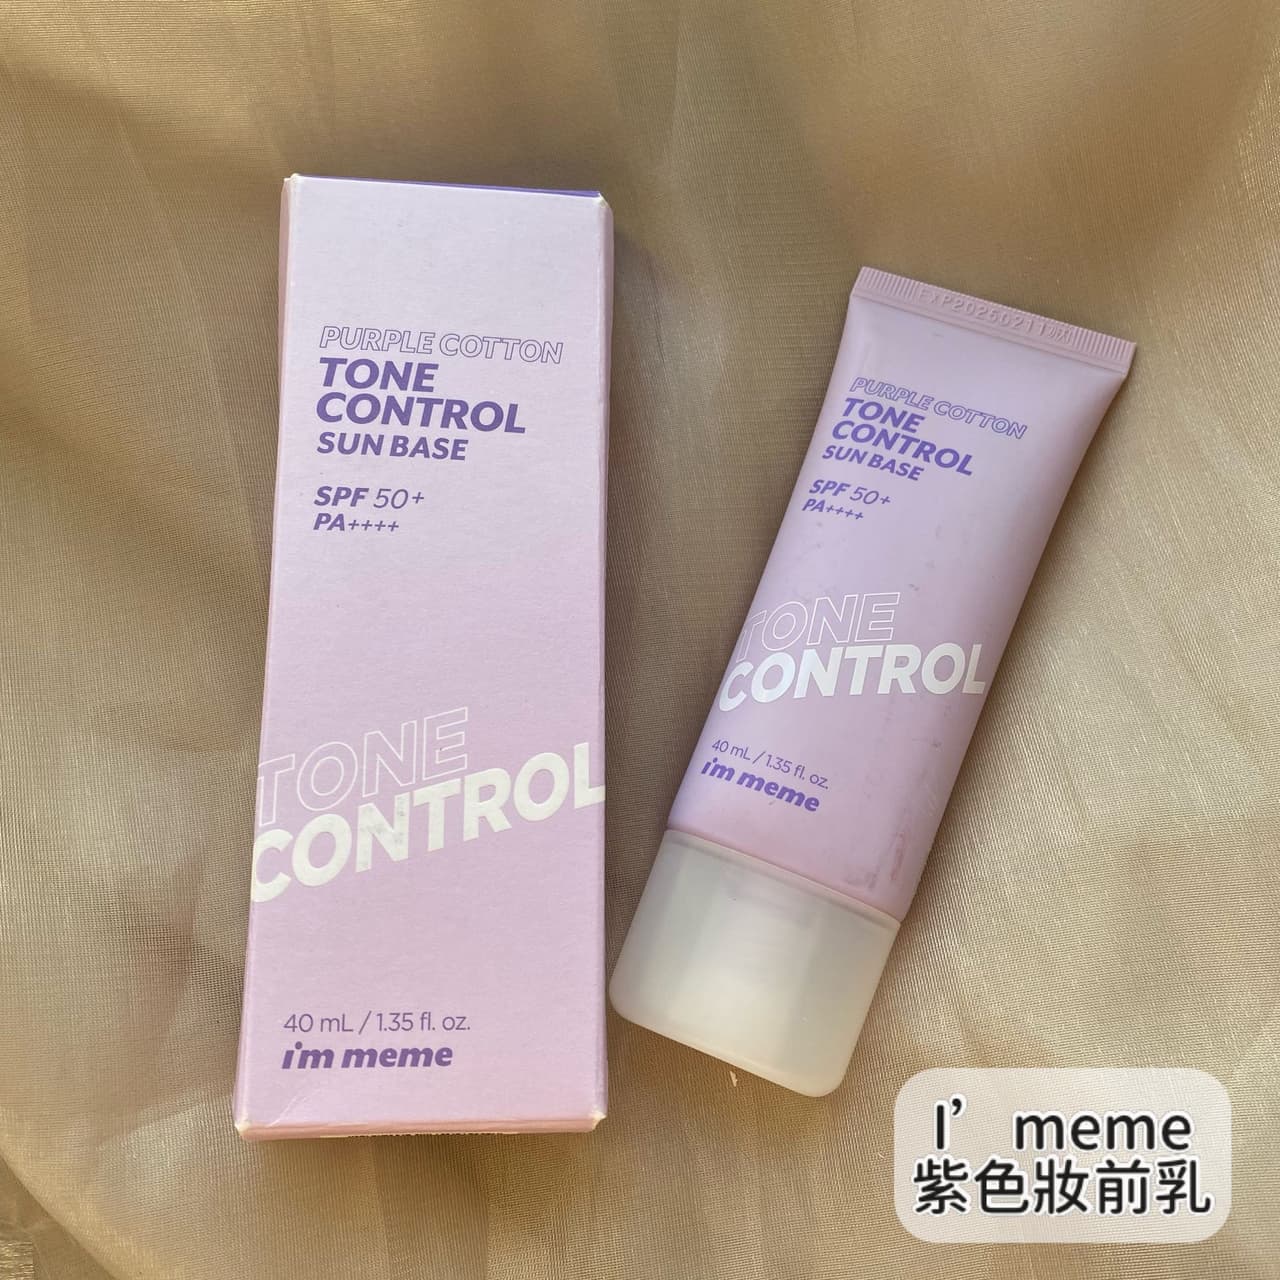 PURPLE COTTON
TONE
CONTROL
SUN BASE
SPF 50+
PA++++
TONE
CONTROL
40 mL / 1.35 fl. oz.
i'm meme
PURPLE COTTON
TONE
CONTROL
SUN BASE
SPF 50+
PA++++
TONE
CONTROL
40 mL / 1.35 fl. oz.
i'm meme
I' meme
紫色妝前乳